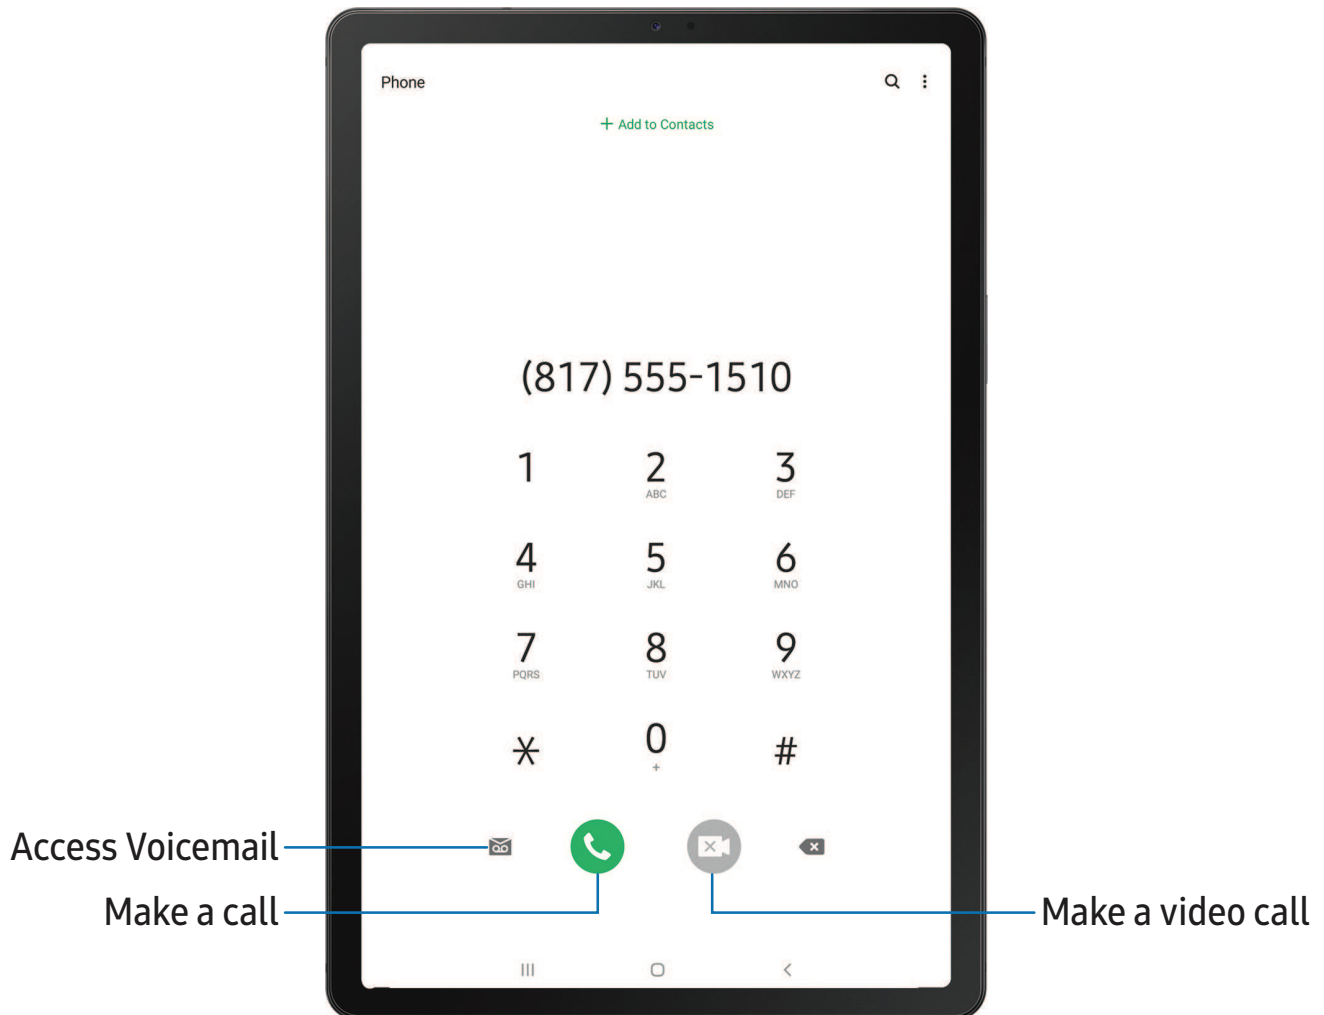 Phone
+ Add to Contacts
(817) 555-1510
1 2 3
ABC DEF
4 5 6
GHI JKL MNO
7 8 9
PQRS TUV WXYZ
* 0 #
+
Access Voicemail
Make a call
Make a video call